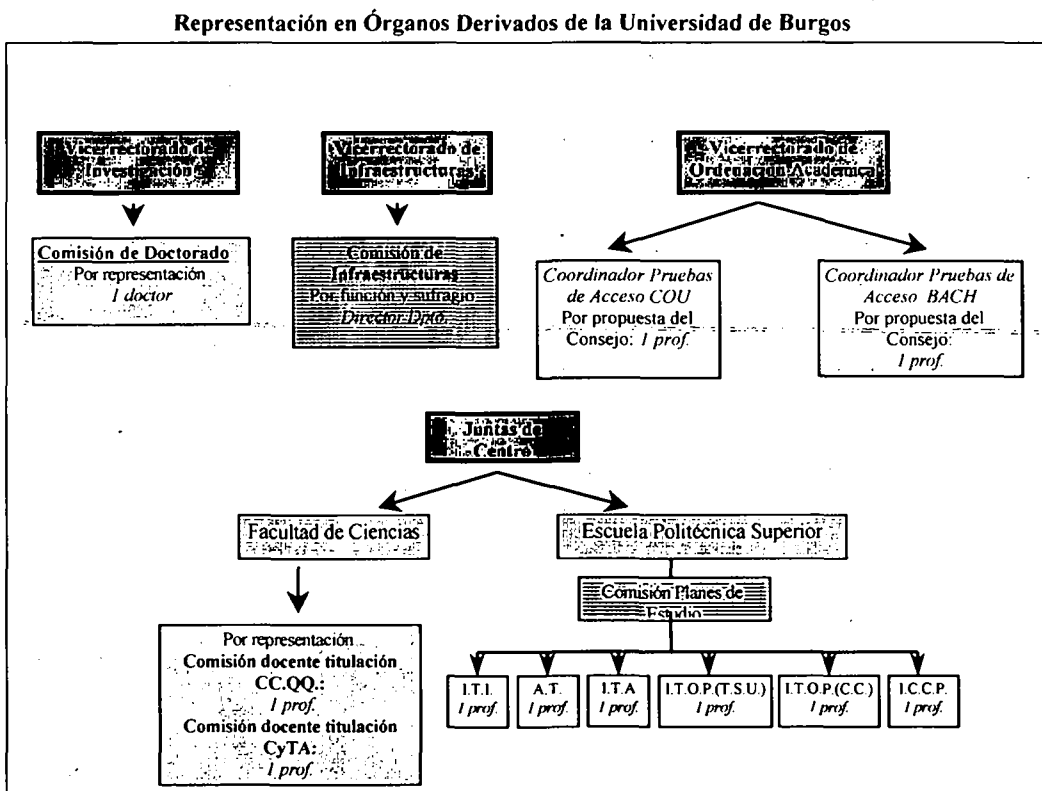 Representación en Órganos Derivados de la Universidad de Burgos
Vicerrectorado de
Investigación
Vicerrectorado de
Infraestructuras
Vicerrectorado de
Ordenación Académica
Comisión de Doctorado
Por representación
1 doctor
Comisión de
Infraestructuras
Por función y sufragio
Director Dpto.
Coordinador Pruebas
de Acceso COU
Por propuesta del
Consejo: 1 prof.
Coordinador Pruebas de
Acceso BACH
Por propuesta del
Consejo:
1 prof.
Juntas de
Centro
Facultad de Ciencias
Escuela Politécnica Superior
Comisión Planes de
Estudio
Por representación
Comisión docente titulación
CC.QQ.:
1 prof.
Comisión docente titulación
CyTA:
1 prof.
I.T.I.
1 prof.
A.T.
1 prof.
I.T.A
1 prof.
I.T.O.P.(T.S.U.)
1 prof.
I.T.O.P.(C.C.)
1 prof.
I.C.C.P.
1 prof.